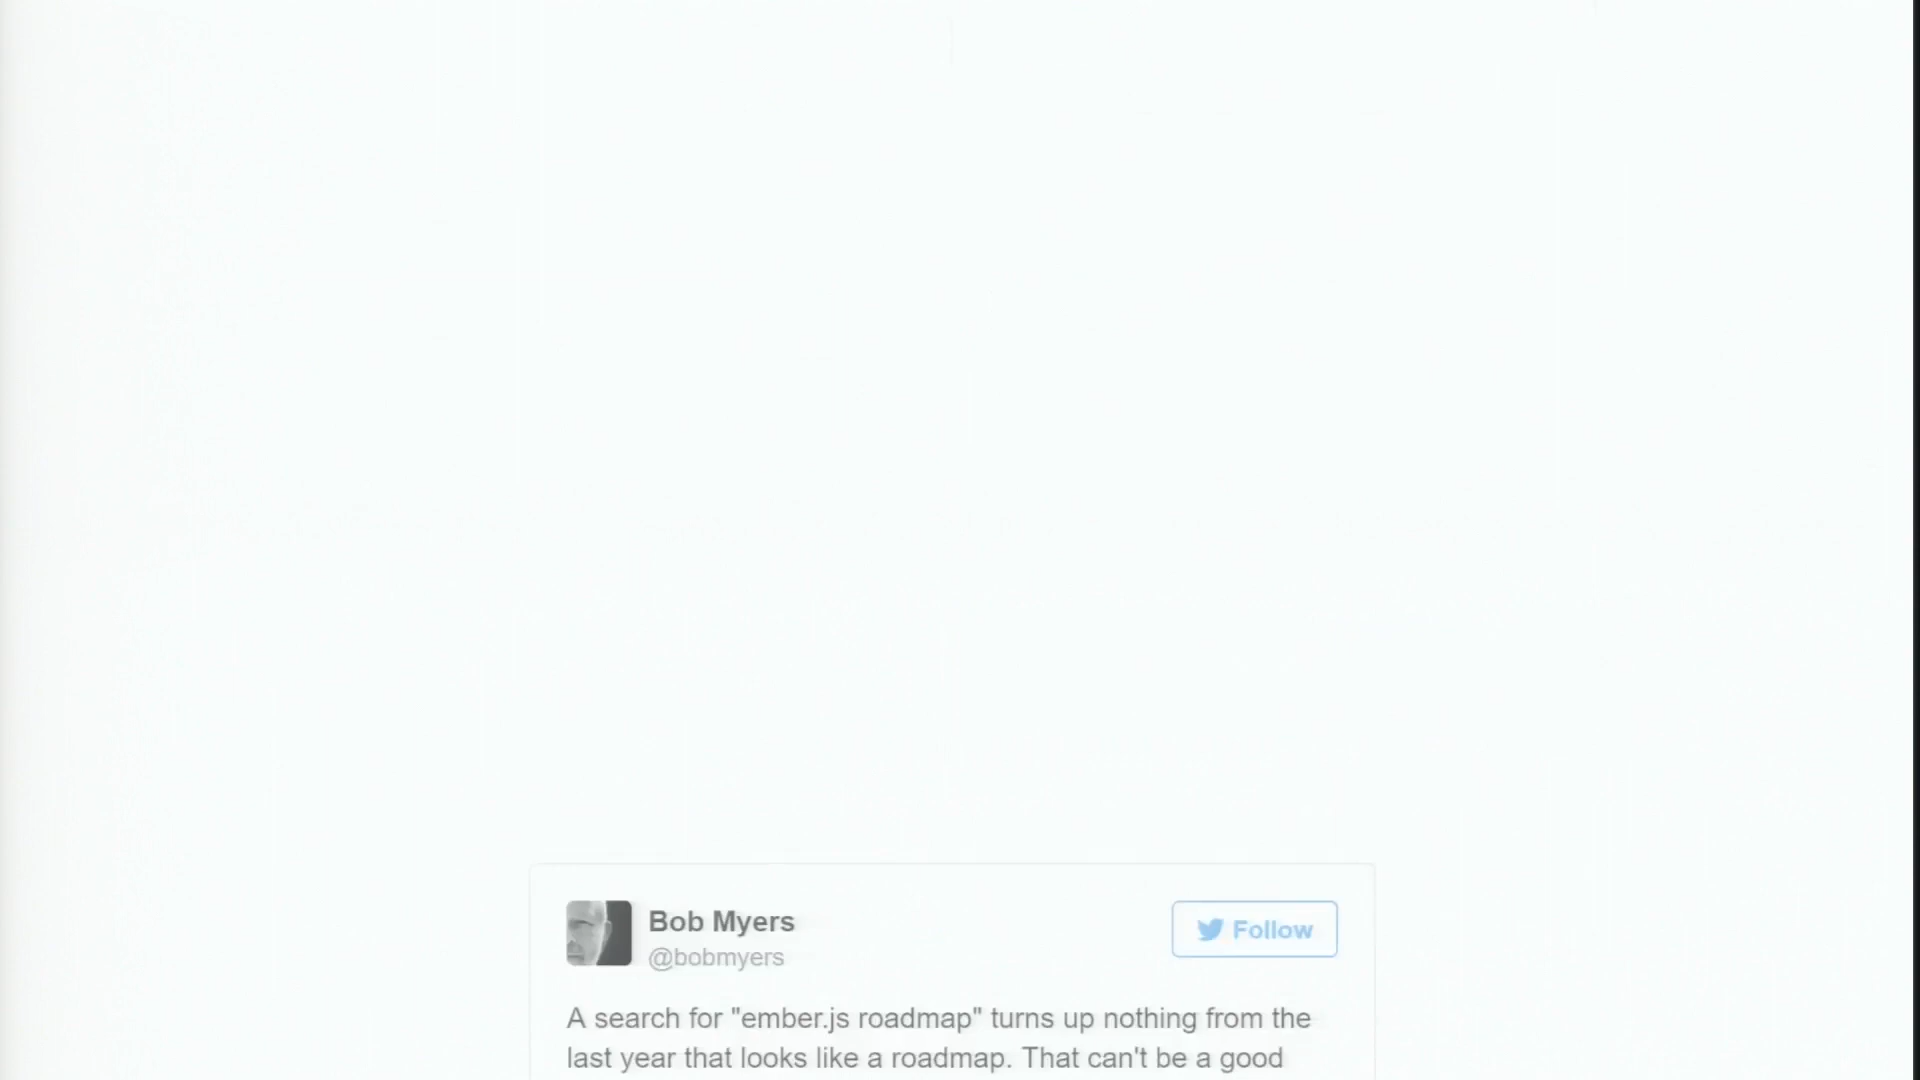 Bob Myers
@bobmyers
Follow
A search for "ember.js roadmap" turns up nothing from the
last year that looks like a roadmap. That can't be a good